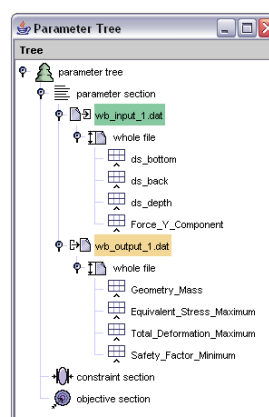 Parameter Tree
Tree
parameter tree
parameter section
wb_input_1.dat
whole file
ds_bottom
ds_back
ds_depth
Force_Y_Component
wb_output_1.dat
whole file
Geometry_Mass
Equivalent_Stress_Maximum
Total_Deformation_Maximum
Safety_Factor_Minimum
constraint section
objective section